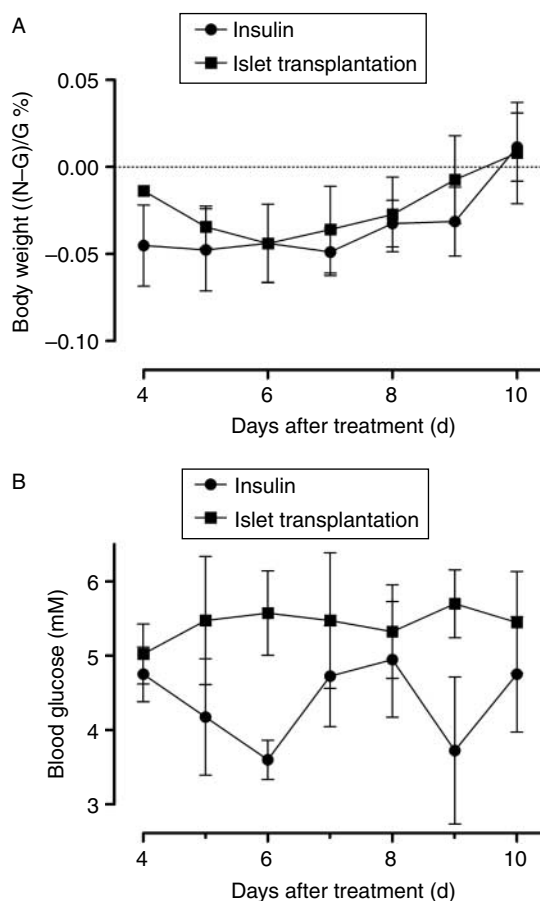 A
Insulin
Islet transplantation
Body weight ((N–G)/G %)
0.05
0.00
–0.05
–0.10
4 6 8 10
Days after treatment (d)
B
Insulin
Islet transplantation
Blood glucose (mM)
6
5
4
3
4 6 8 10
Days after treatment (d)